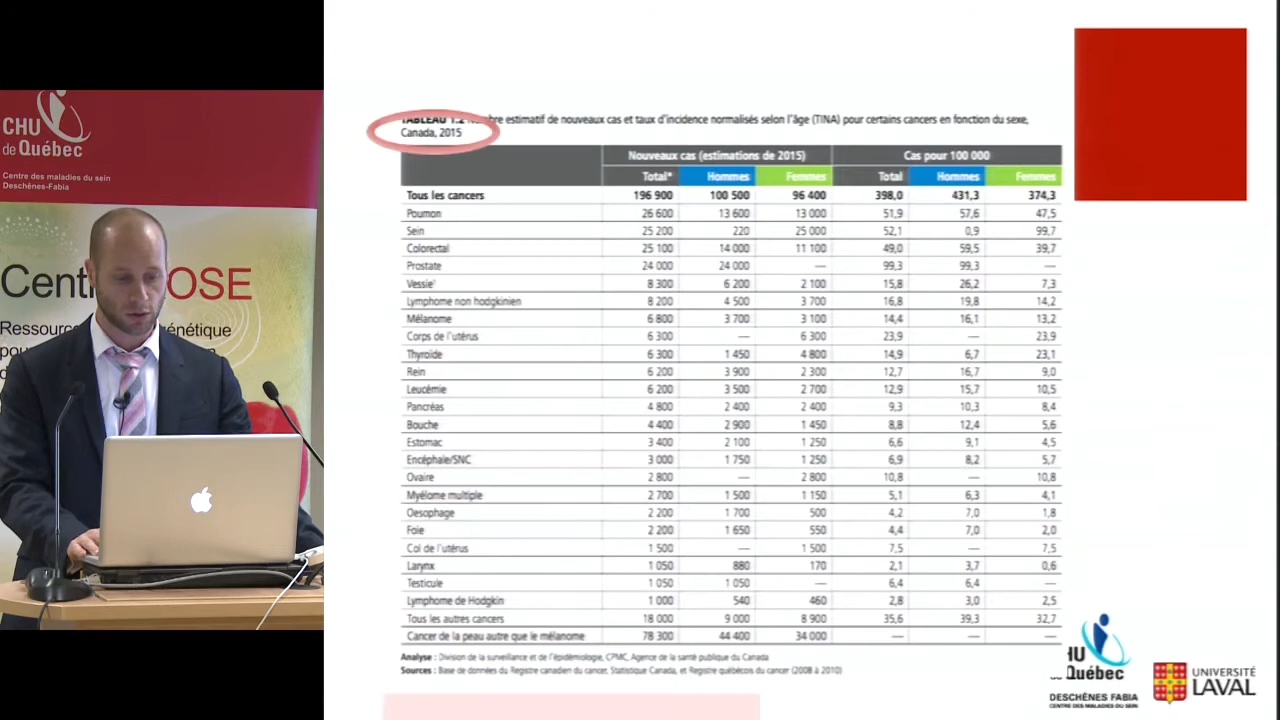 CHU
de Québec
Centre des maladies du sein
Deschênes-Fabia
OSE
TABLEAU 1.2 estimatif de nouveaux cas et taux d'incidence normalisés selon l'âge (TINA) pour certains cancers en fonction du sexe,
Canada, 2015
Nouveaux cas (estimations de 2015) Cas pour 100 000
Total* Hommes Femmes Total Hommes Femmes
Tous les cancers 196 900 100 500 96 400 398,0 431,3 374,3
Poumon 26 600 13 600 13 000 51,9 57,6 47,5
Sein 25 200 220 25 000 52,1 0,9 99,7
Colorectal 25 100 14 000 11 100 49,0 59,5 39,7
Prostate 24 000 24 000 — 99,3 99,3 —
Vessie† 8 300 6 200 2 100 15,8 26,2 7,3
Lymphome non hodgkinien 8 200 4 500 3 700 16,8 19,8 14,2
Mélanome 6 800 3 700 3 100 14,4 16,1 13,2
Corps de l'utérus 6 300 — 6 300 23,9 — 23,9
Thyroïde 6 300 1 450 4 800 14,9 6,7 23,1
Rein 6 200 3 900 2 300 12,7 16,7 9,0
Leucémie 6 200 3 500 2 700 12,9 15,7 10,5
Pancréas 4 800 2 400 2 400 9,3 10,3 8,4
Bouche 4 400 2 900 1 450 8,8 12,4 5,6
Estomac 3 400 2 100 1 250 6,6 9,1 4,5
Encéphale/SNC 3 000 1 750 1 250 6,9 8,2 5,7
Ovaire 2 800 — 2 800 10,8 — 10,8
Myélome multiple 2 700 1 500 1 150 5,1 6,3 4,1
Oesophage 2 200 1 700 500 4,2 7,0 1,8
Foie 2 200 1 650 550 4,4 7,0 2,0
Col de l'utérus 1 500 — 1 500 7,5 — 7,5
Larynx 1 050 880 170 2,1 3,7 0,6
Testicule 1 050 1 050 — 6,4 6,4 —
Lymphome de Hodgkin 1 000 540 460 2,8 3,0 2,5
Tous les autres cancers 18 000 9 000 8 900 35,6 39,3 32,7
Cancer de la peau autre que le mélanome 78 300 44 400 34 000 — — —
Analyse : Division de la surveillance et de l'épidémiologie, CPMC, Agence de la santé publique du Canada
Sources : Base de données du Registre canadien du cancer, Statistique Canada, et Registre québécois du cancer (2008 à 2010)
HU
Québec
DESCHÊNES FABIA
CENTRE DES MALADIES DU SEIN
UNIVERSITÉ
LAVAL